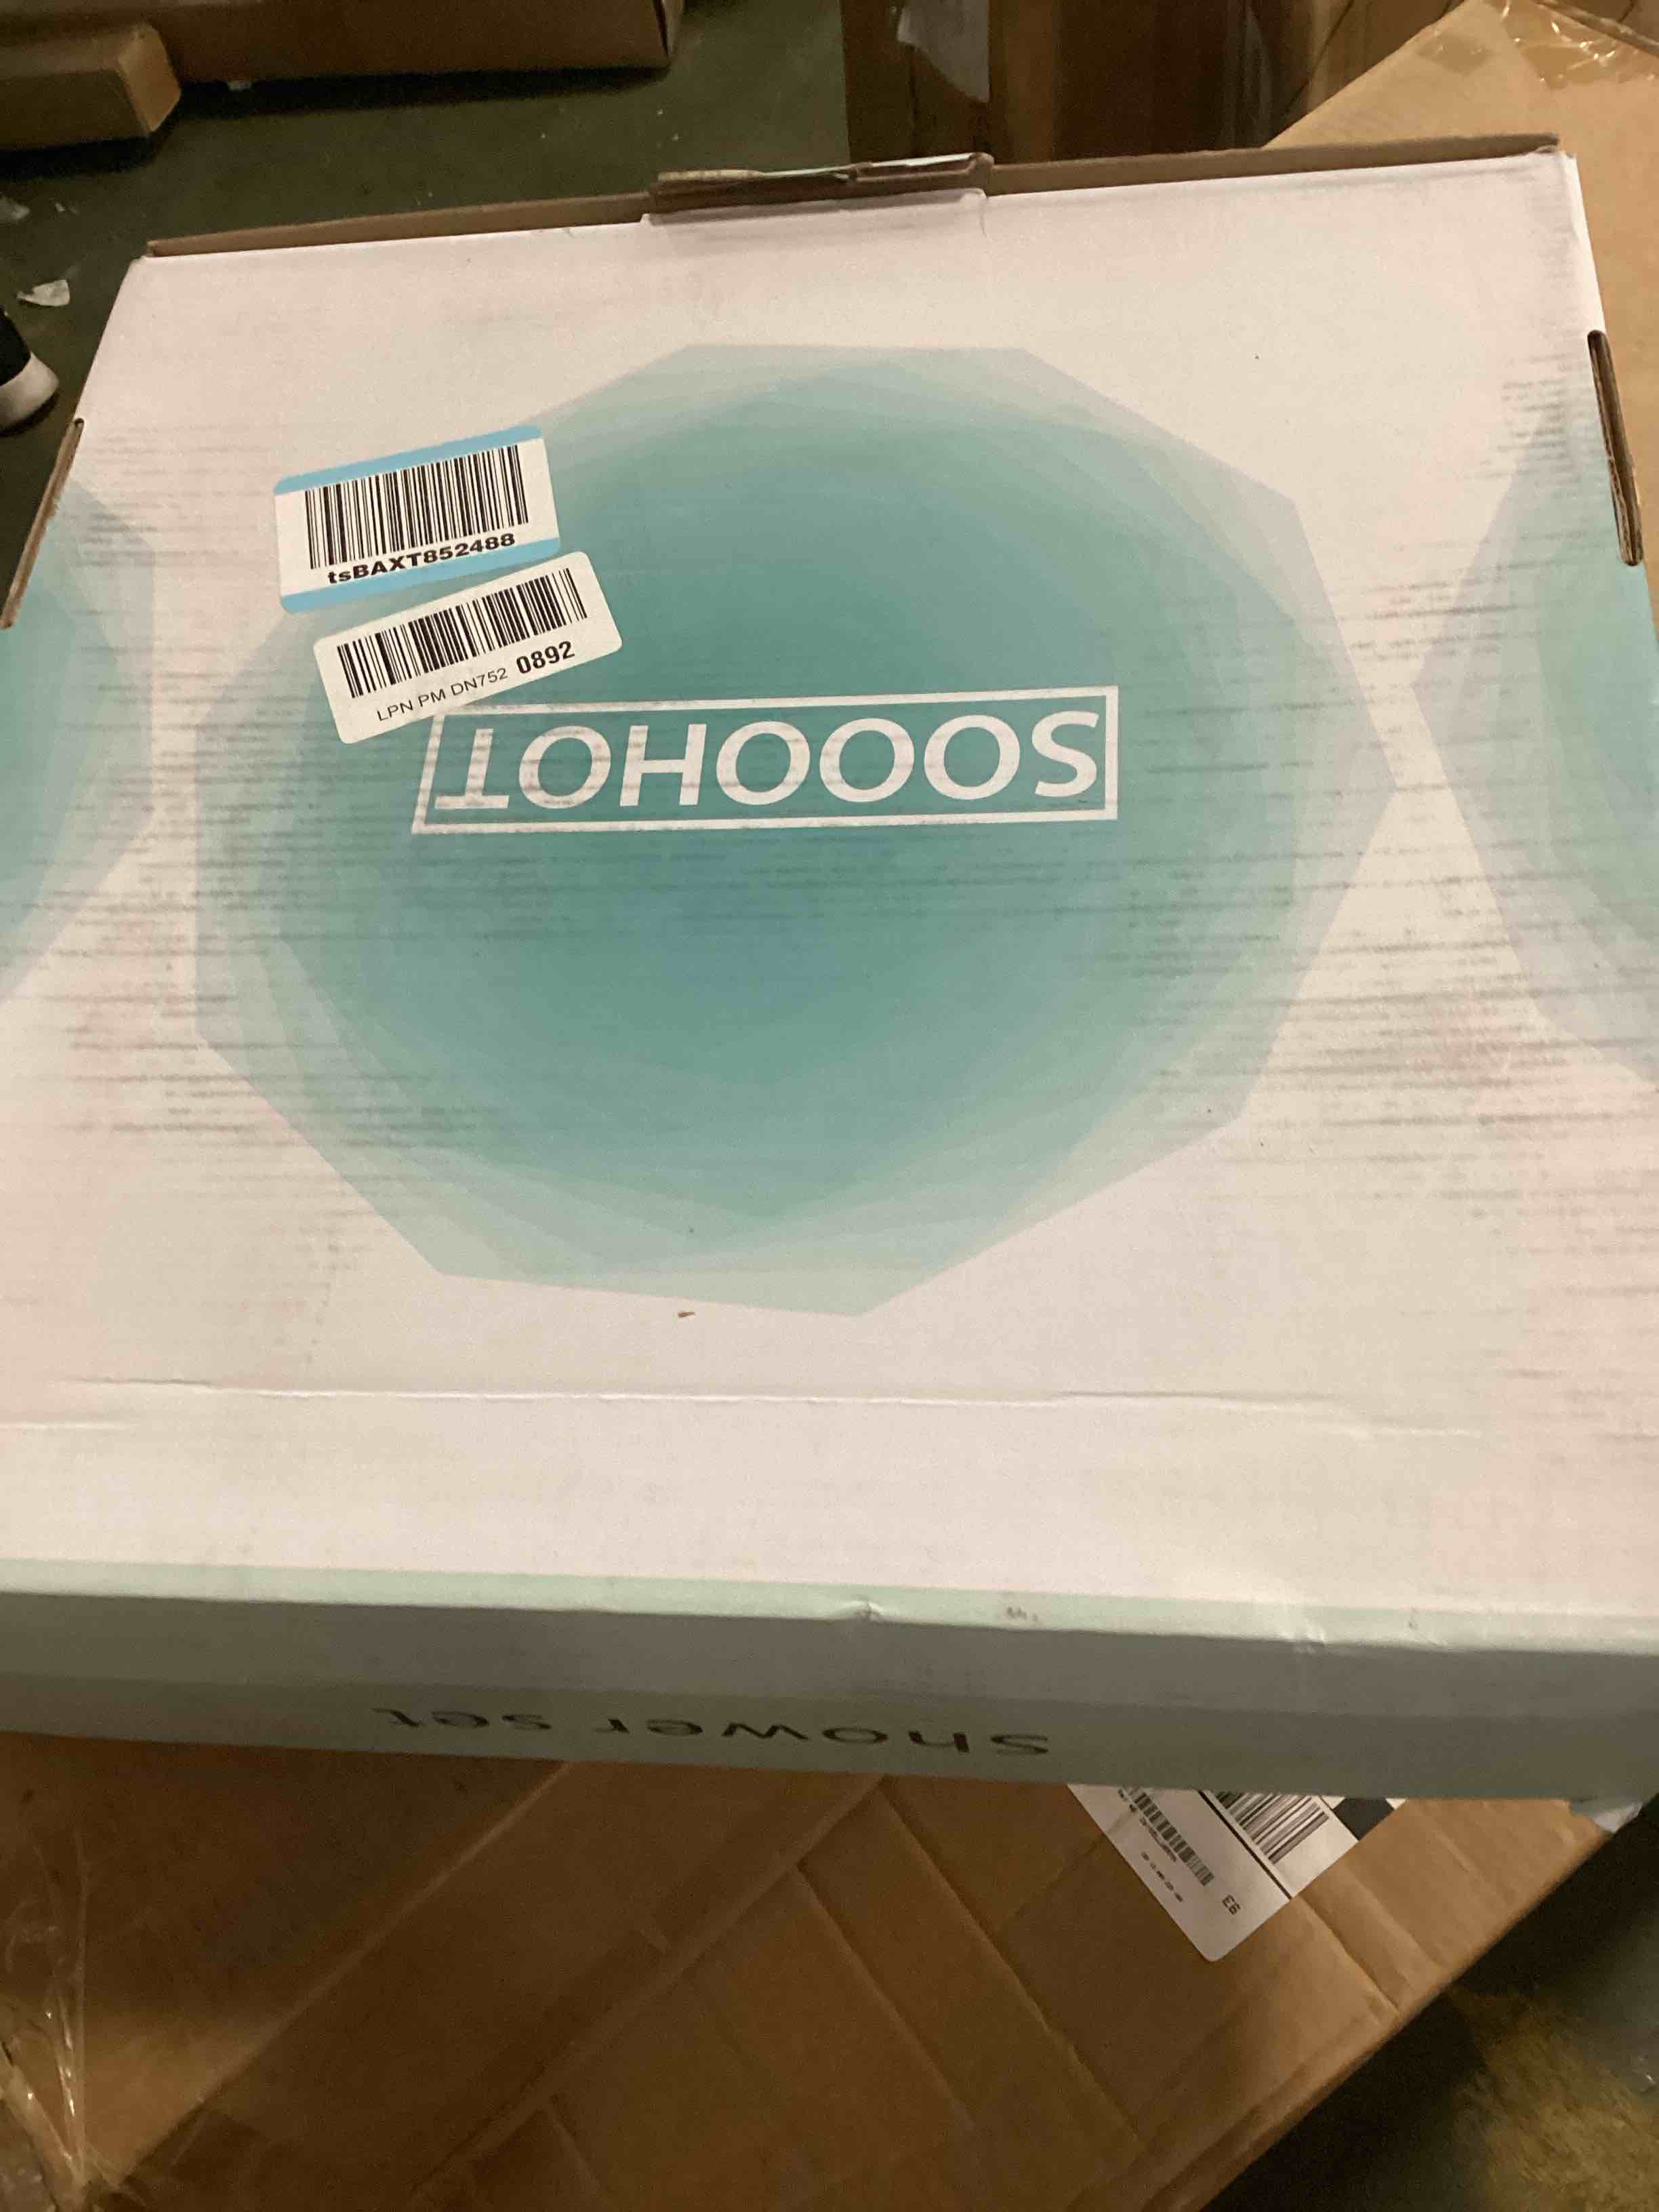 tsBAXT852488
LPN PM DN752 0892
SOOOHOT
Shower set